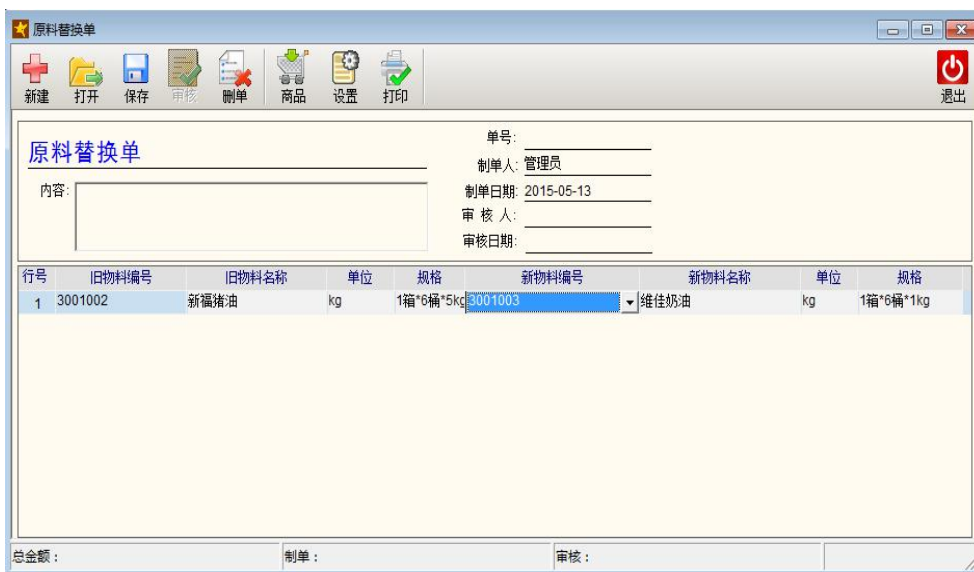 原料替换单
新建 打开 保存 审核 删单 商品 设置 打印 退出
原料替换单
单号:
制单人: 管理员
内容:
制单日期: 2015-05-13
审 核 人:
审核日期:
行号 旧物料编号 旧物料名称 单位 规格 新物料编号 新物料名称 单位 规格
1 3001002 新福猪油 kg 1箱*6桶*5kg 3001003 维佳奶油 kg 1箱*6桶*1kg
总金额: 制单: 审核: